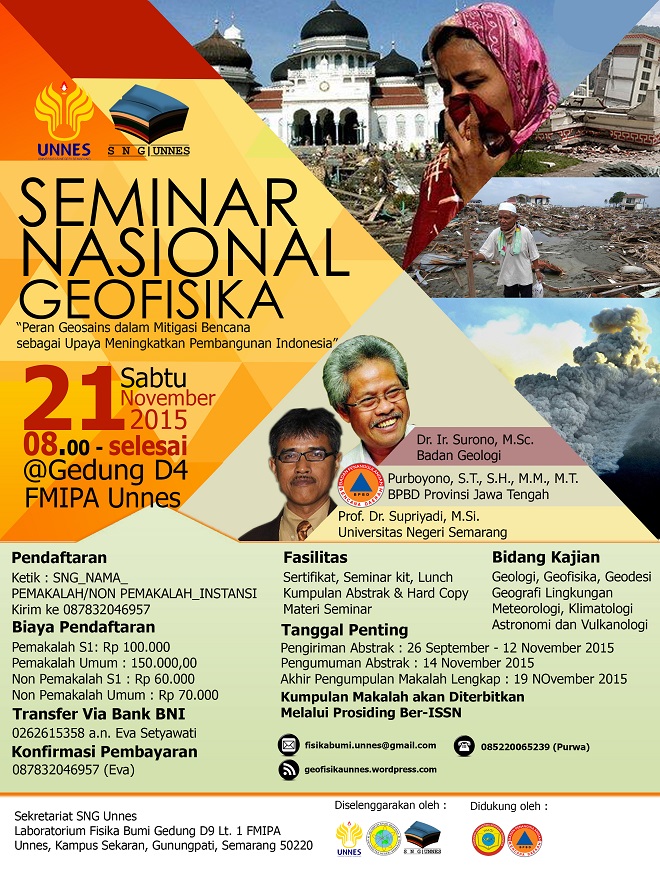 UNNES
S N G | UNNES
SEMINAR
NASIONAL
GEOFISIKA
“Peran Geosains dalam Mitigasi Bencana
sebagai Upaya Meningkatkan Pembangunan Indonesia”
21 Sabtu
November
2015
08.00 - selesai
@Gedung D4
FMIPA Unnes
Dr. Ir. Surono, M.Sc.
Badan Geologi
BPBD
Purboyono, S.T., S.H., M.M., M.T.
BPBD Provinsi Jawa Tengah
Prof. Dr. Supriyadi, M.Si.
Universitas Negeri Semarang
Pendaftaran
Ketik : SNG_NAMA_
PEMAKALAH/NON PEMAKALAH_INSTANSI
Kirim ke 087832046957
Biaya Pendaftaran
Pemakalah S1: Rp 100.000
Pemakalah Umum : 150.000,00
Non Pemakalah S1 : Rp 60.000
Non Pemakalah Umum : Rp 70.000
Transfer Via Bank BNI
0262615358 a.n. Eva Setyawati
Konfirmasi Pembayaran
087832046957 (Eva)
Fasilitas
Sertifikat, Seminar kit, Lunch
Kumpulan Abstrak & Hard Copy
Materi Seminar
Bidang Kajian
Geologi, Geofisika, Geodesi
Geografi Lingkungan
Meteorologi, Klimatologi
Astronomi dan Vulkanologi
Tanggal Penting
Pengiriman Abstrak : 26 September - 12 November 2015
Pengumuman Abstrak : 14 November 2015
Akhir Pengumpulan Makalah Lengkap : 19 NOvember 2015
Kumpulan Makalah akan Diterbitkan
Melalui Prosiding Ber-ISSN
fisikabumi.unnes@gmail.com
085220065239 (Purwa)
geofisikaunnes.wordpress.com
Sekretariat SNG Unnes
Laboratorium Fisika Bumi Gedung D9 Lt. 1 FMIPA
Unnes, Kampus Sekaran, Gunungpati, Semarang 50220
Diselenggarakan oleh :
UNNES
S N G | UNNES
Didukung oleh :